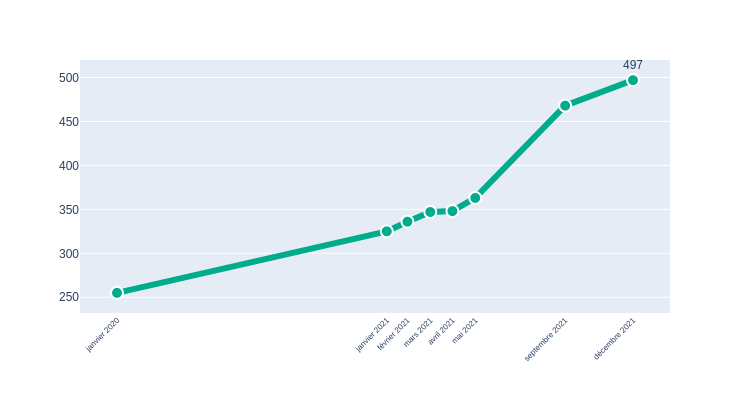 497
500
450
400
350
300
250
janvier 2020
janvier 2021
février 2021
mars 2021
avril 2021
mai 2021
septembre 2021
décembre 2021